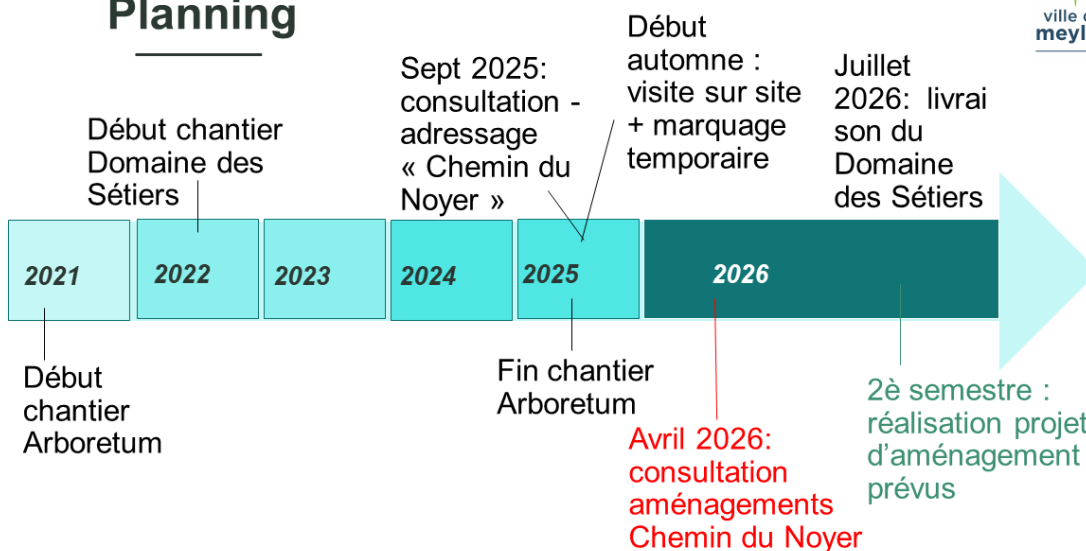 Planning
ville d
meyl
Début chantier
Domaine des
Sétiers
Sept 2025:
consultation -
adressage
« Chemin du
Noyer »
Début
automne :
visite sur site
+ marquage
temporaire
Juillet
2026: livrai
son du
Domaine
des Sétiers
2021
2022
2023
2024
2025
2026
Début
chantier
Arboretum
Fin chantier
Arboretum
Avril 2026:
consultation
aménagements
Chemin du Noyer
2è semestre :
réalisation projet
d’aménagement
prévus